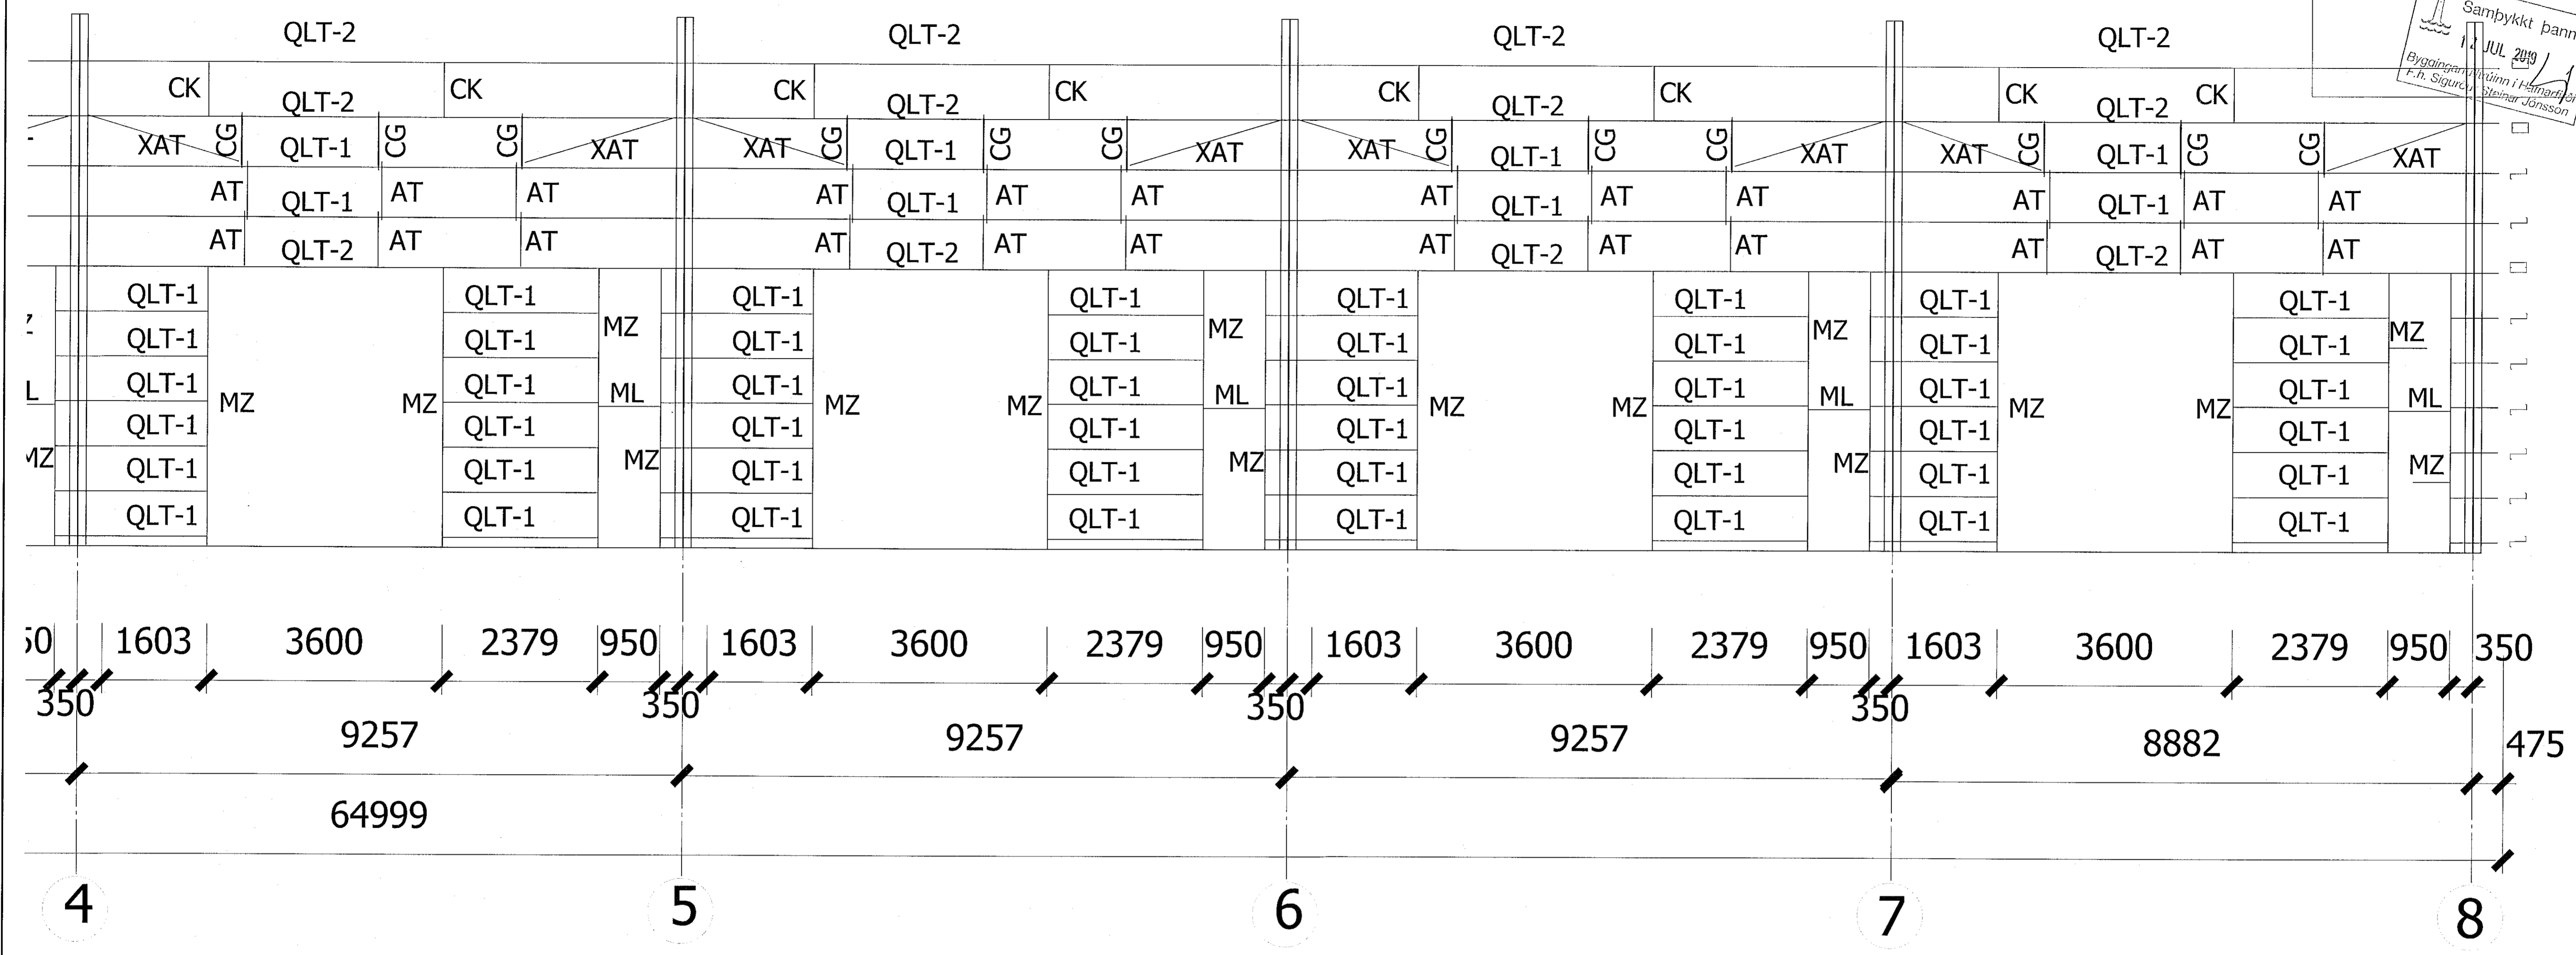 QLT-2 QLT-2 QLT-2 QLT-2
Samþykkt þann
JUL 2019
F.h. Sigurður Steinar Jónsson
CK QLT-2 CK CK QLT-2 CK CK QLT-2 CK CK QLT-2 CK
XAT CG QLT-1 CG CG XAT XAT CG QLT-1 CG CG XAT XAT CG QLT-1 CG CG XAT XAT CG QLT-1 CG CG XAT
AT QLT-1 AT AT AT QLT-1 AT AT AT QLT-1 AT AT AT QLT-1 AT AT
AT QLT-2 AT AT AT QLT-2 AT AT AT QLT-2 AT AT AT QLT-2 AT AT
QLT-1 QLT-1 QLT-1 QLT-1 QLT-1 QLT-1 QLT-1 QLT-1
QLT-1 QLT-1 MZ QLT-1 QLT-1 MZ QLT-1 QLT-1 MZ QLT-1 QLT-1 MZ
L QLT-1 MZ MZ QLT-1 ML QLT-1 MZ MZ QLT-1 ML QLT-1 MZ MZ QLT-1 ML QLT-1 MZ MZ QLT-1 ML
QLT-1 QLT-1 QLT-1 QLT-1 QLT-1 QLT-1 QLT-1 QLT-1
MZ QLT-1 QLT-1 MZ QLT-1 QLT-1 MZ QLT-1 QLT-1 MZ QLT-1 QLT-1 MZ
QLT-1 QLT-1 QLT-1 QLT-1 QLT-1 QLT-1 QLT-1 QLT-1
50 1603 3600 2379 950 1603 3600 2379 950 1603 3600 2379 950 1603 3600 2379 950 350
350 350 350 350
9257 9257 9257 8882 475
64999
4 5 6 7 8